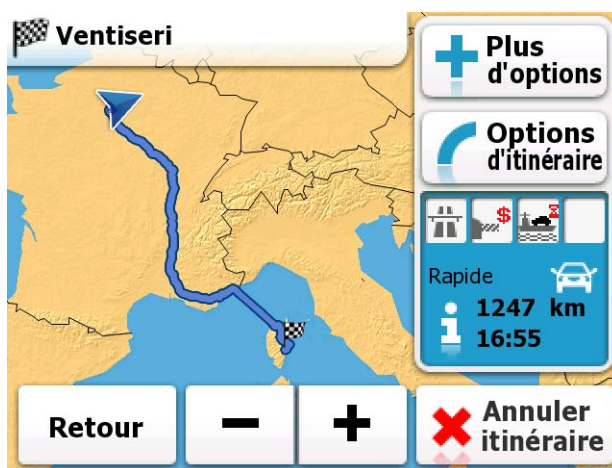 Ventiseri
Plus
d'options
Options
d'itinéraire
$
Rapide
1247 km
16:55
Retour
Annuler
itinéraire